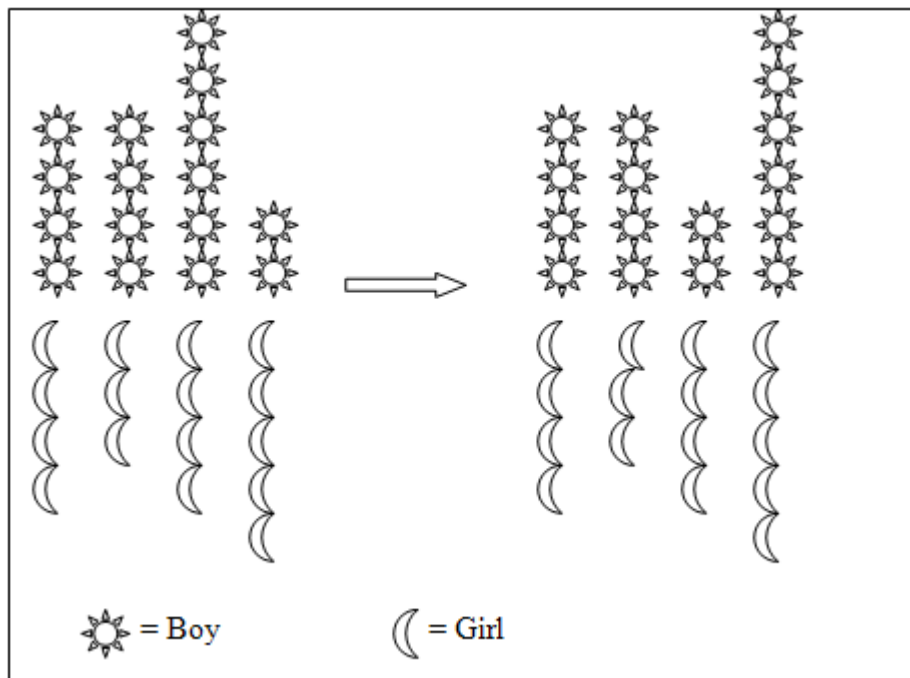 = Boy
= Girl